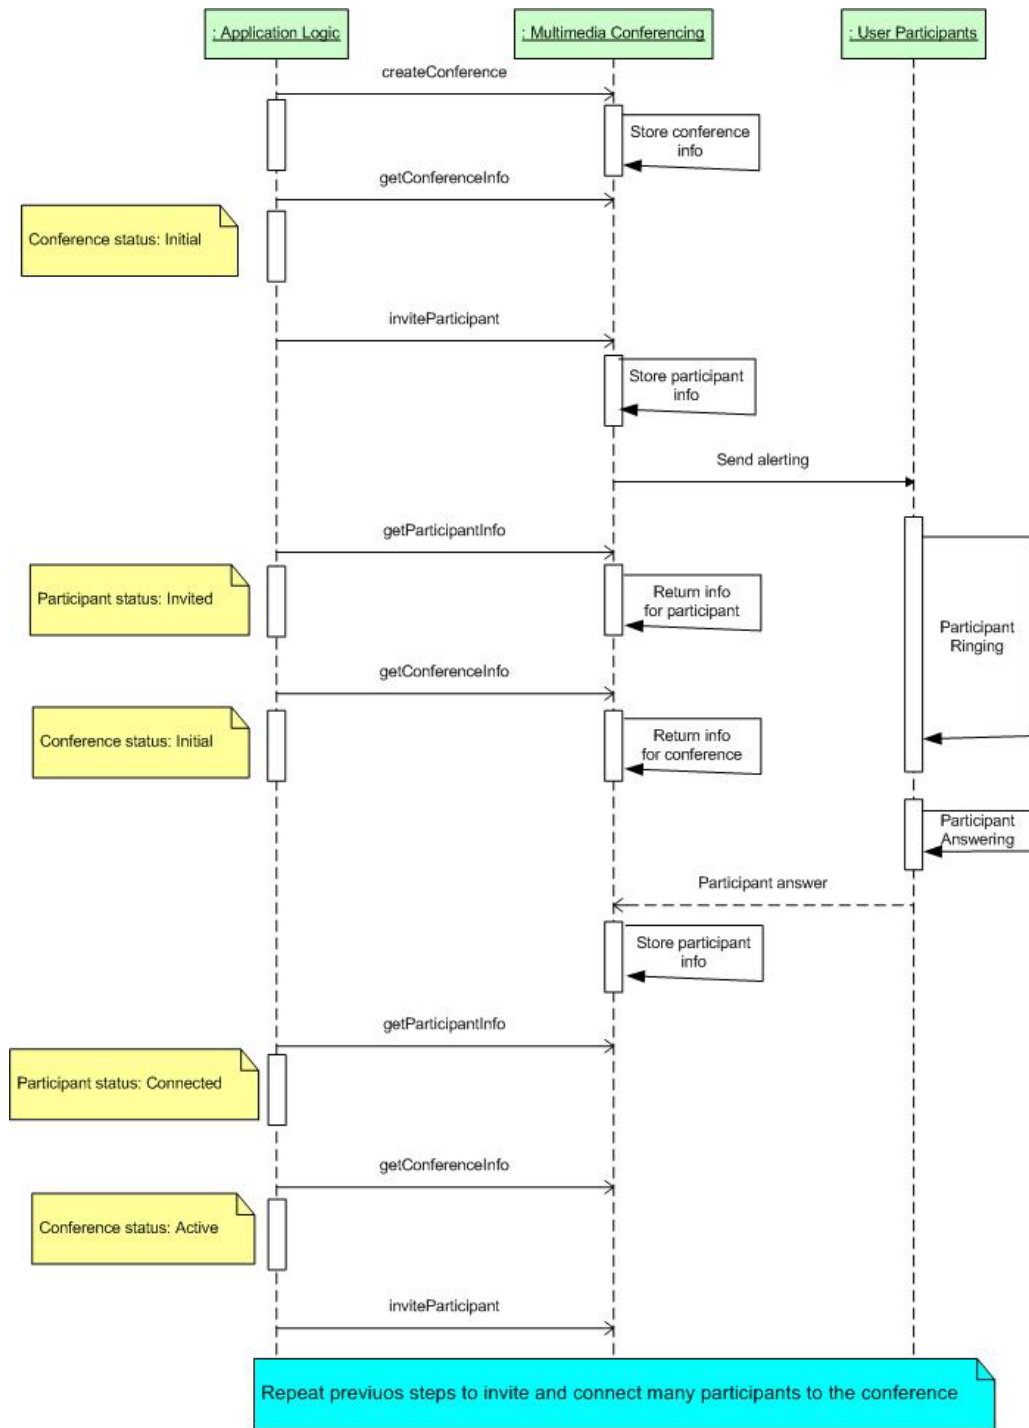 : Application Logic
: Multimedia Conferencing
: User Participants
createConference
Store conference
info
getConferenceInfo
Conference status: Initial
inviteParticipant
Store participant
info
Send alerting
getParticipantInfo
Participant status: Invited
Return info
for participant
Participant
Ringing
getConferenceInfo
Conference status: Initial
Return info
for conference
Participant
Answering
Participant answer
Store participant
info
getParticipantInfo
Participant status: Connected
getConferenceInfo
Conference status: Active
inviteParticipant
Repeat previuos steps to invite and connect many participants to the conference